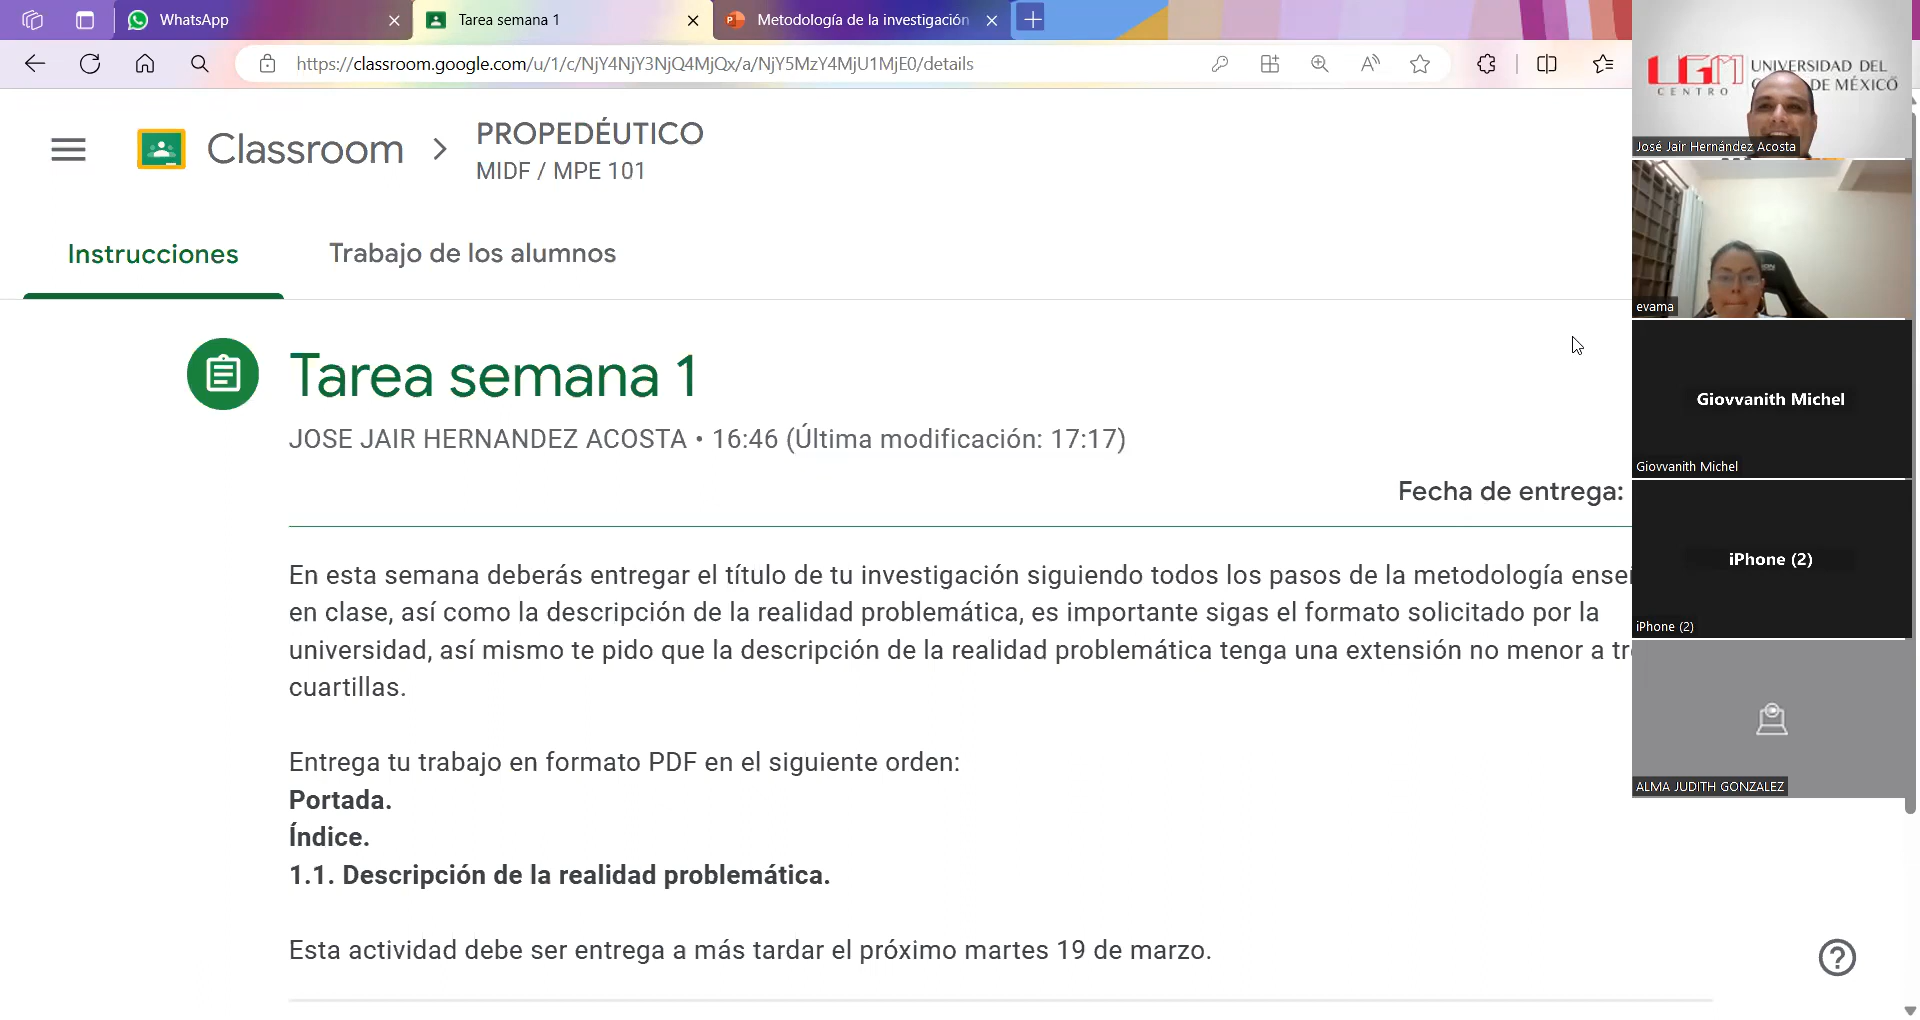 WhatsApp
Tarea semana 1
Metodología de la investigación
https://classroom.google.com/u/1/c/NjY4NjY3NjQ4MjQx/a/NjY5MzY4MjU1MjE0/details
Classroom
PROPEDÉUTICO
MIDF / MPE 101
Instrucciones
Trabajo de los alumnos
Tarea semana 1
JOSE JAIR HERNANDEZ ACOSTA • 16:46 (Última modificación: 17:17)
Fecha de entrega:
En esta semana deberás entregar el título de tu investigación siguiendo todos los pasos de la metodología
en clase, así como la descripción de la realidad problemática, es importante sigas el formato solicitado por la
universidad, así mismo te pido que la descripción de la realidad problemática tenga una extensión no menor a
cuartillas.
Entrega tu trabajo en formato PDF en el siguiente orden:
Portada.
Índice.
1.1. Descripción de la realidad problemática.
Esta actividad debe ser entrega a más tardar el próximo martes 19 de marzo.
UGM
CENTRO
UNIVERSIDAD DEL
DE MÉXICO
José Jair Hernández Acosta
evama
Giovvanith Michel
Giovvanith Michel
iPhone (2)
iPhone (2)
ALMA JUDITH GONZALEZ